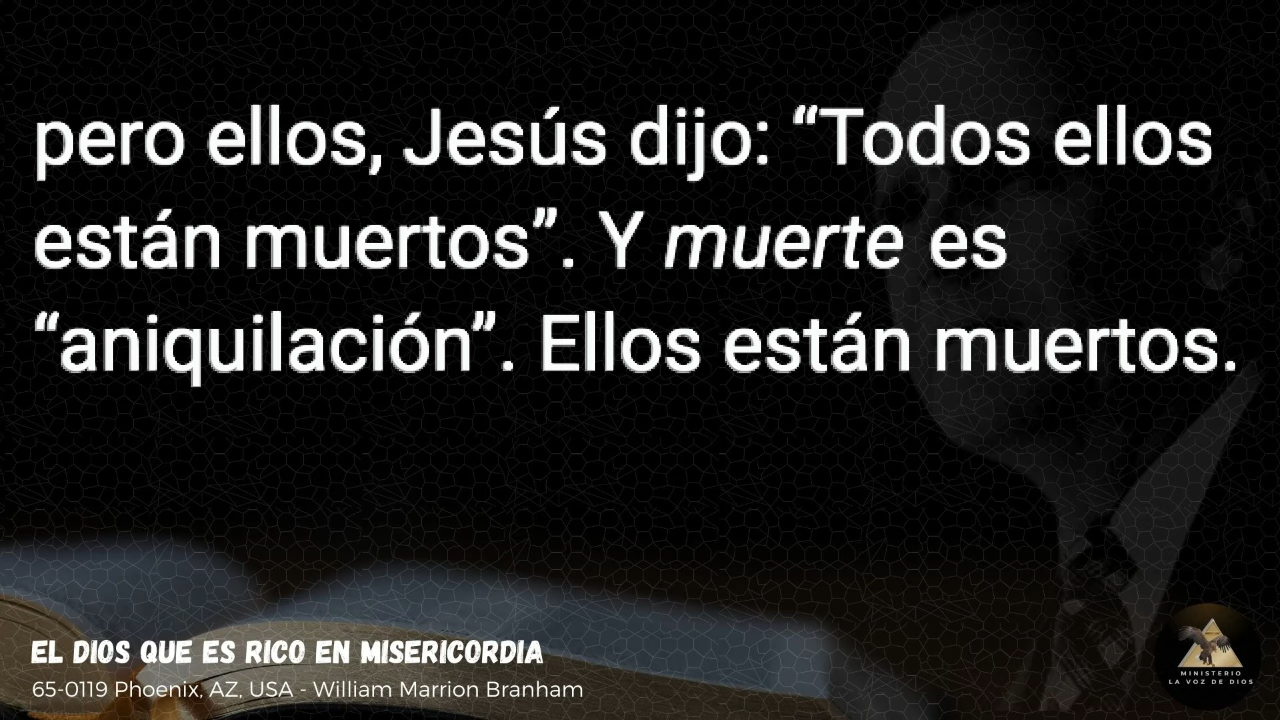 pero ellos, Jesús dijo: “Todos ellos
están muertos”. Y muerte es
“aniquilación”. Ellos están muertos.
EL DIOS QUE ES RICO EN MISERICORDIA
65-0119 Phoenix, AZ, USA - William Marrion Branham
MINISTERIO
LA VOZ DE DIOS